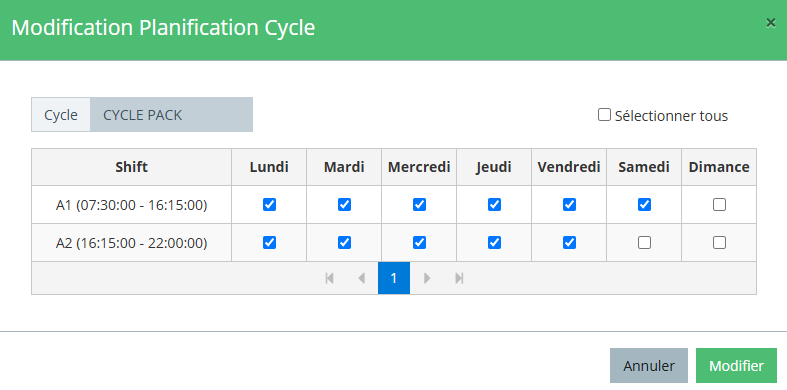 Modification Planification Cycle ×
Cycle CYCLE PACK Sélectionner tous
Shift Lundi Mardi Mercredi Jeudi Vendredi Samedi Dimance
A1 (07:30:00 - 16:15:00)
A2 (16:15:00 - 22:00:00)
1
Annuler Modifier